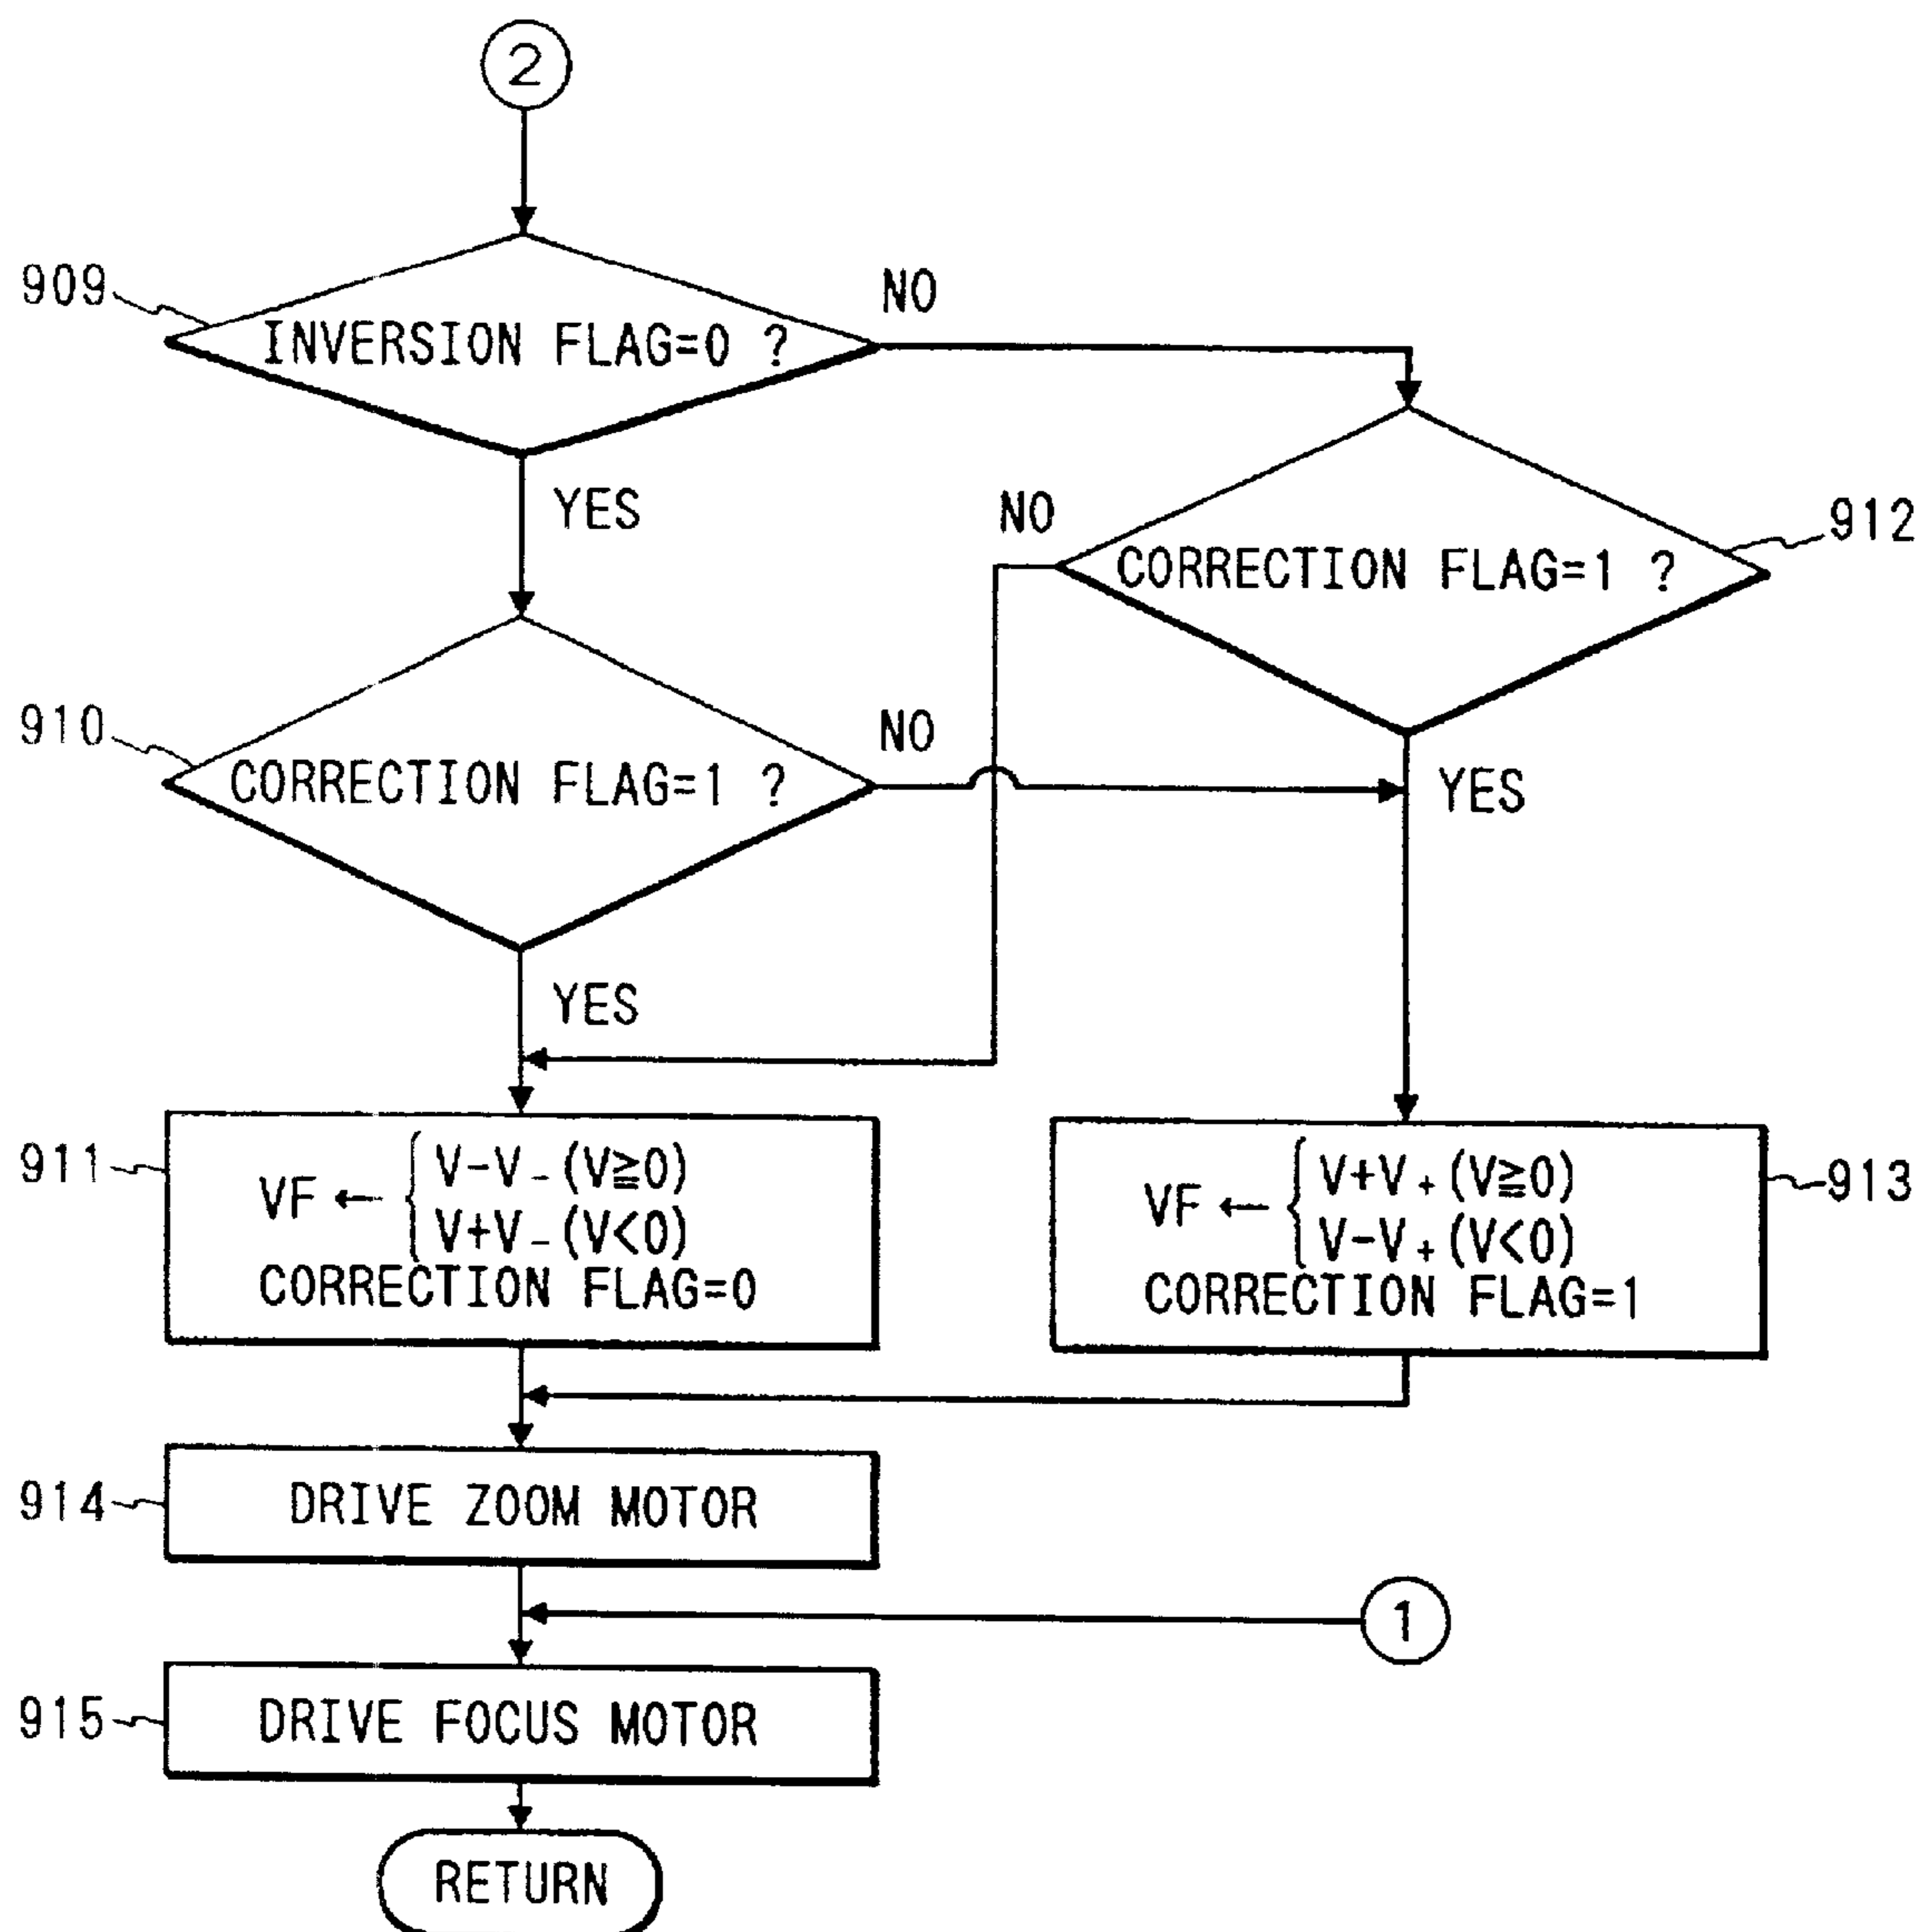 2
909
INVERSION FLAG=0 ?
NO
YES
NO
912
CORRECTION FLAG=1 ?
910
CORRECTION FLAG=1 ?
NO
YES
YES
911
VF ← { V-V₋ (V≧0)
V+V₋ (V<0)
CORRECTION FLAG=0
VF ← { V+V₊ (V≧0)
V-V₊ (V<0)
CORRECTION FLAG=1
913
914
DRIVE ZOOM MOTOR
1
915
DRIVE FOCUS MOTOR
RETURN